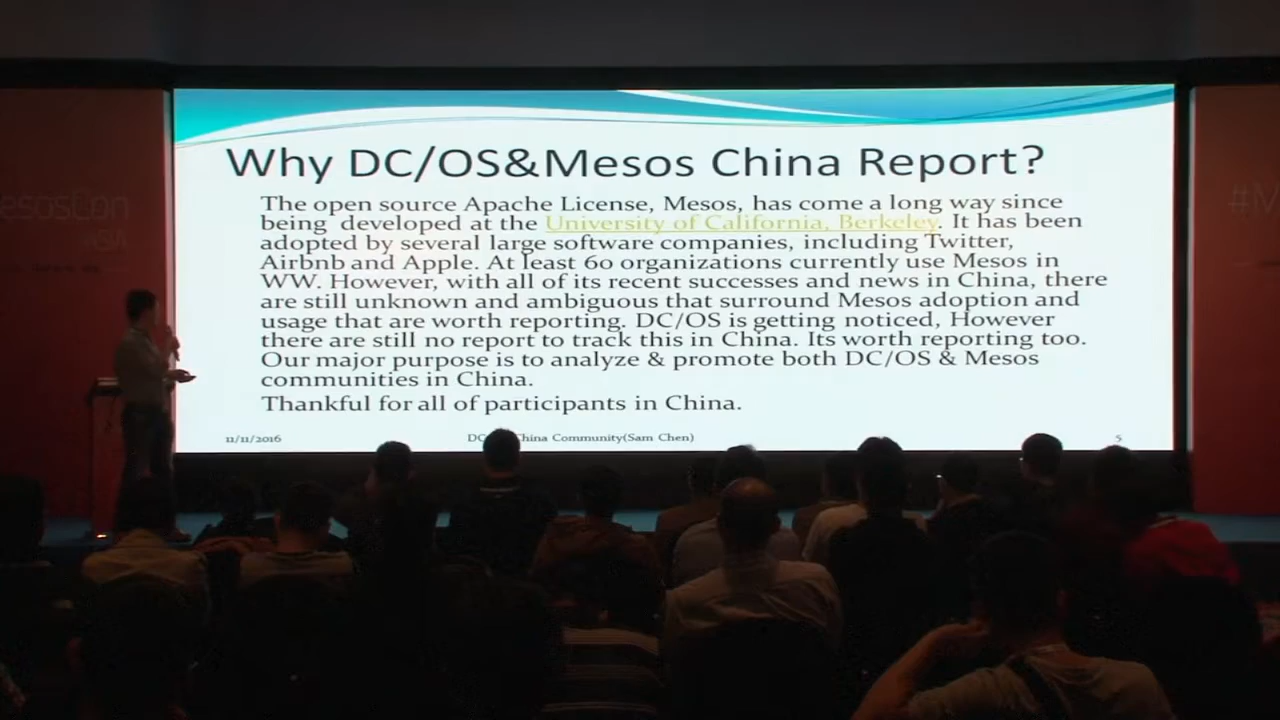 Why DC/OS&Mesos China Report?
The open source Apache License, Mesos, has come a long way since
being developed at the University of California, Berkeley. It has been
adopted by several large software companies, including Twitter,
Airbnb and Apple. At least 60 organizations currently use Mesos in
WW. However, with all of its recent successes and news in China, there
are still unknown and ambiguous that surround Mesos adoption and
usage that are worth reporting. DC/OS is getting noticed, However
there are still no report to track this in China. Its worth reporting too.
Our major purpose is to analyze & promote both DC/OS & Mesos
communities in China.
Thankful for all of participants in China.
11/11/2016
China Community(Sam Chen)
5
esosCon
#M